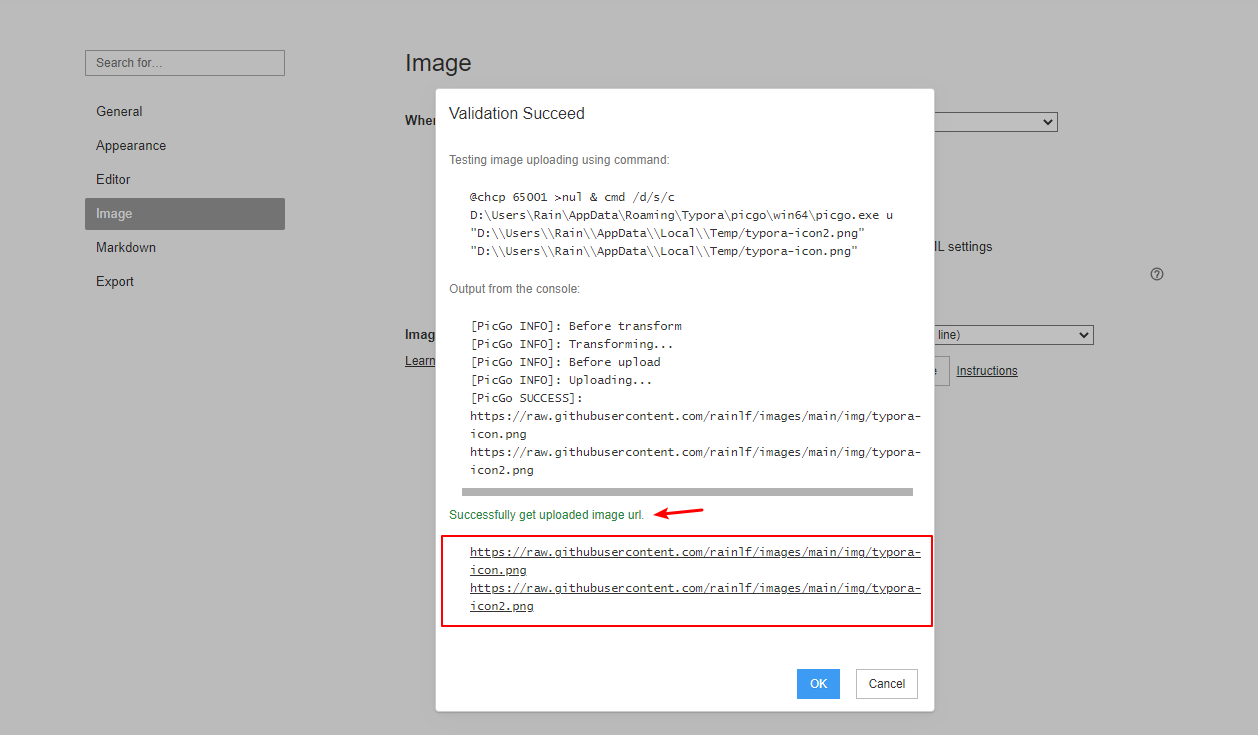 Search for...
General
Appearance
Editor
Image
Markdown
Export
Image
When
Validation Succeed
Testing image uploading using command:
@chcp 65001 >nul & cmd /d/s/c
D:\Users\Rain\AppData\Roaming\Typora\picgo\win64\picgo.exe u
"D:\\Users\\Rain\\AppData\\Local\\Temp/typora-icon2.png"
"D:\\Users\\Rain\\AppData\\Local\\Temp/typora-icon.png"
Output from the console:
[PicGo INFO]: Before transform
[PicGo INFO]: Transforming...
[PicGo INFO]: Before upload
[PicGo INFO]: Uploading...
[PicGo SUCCESS]:
https://raw.githubusercontent.com/rainlf/images/main/img/typora-
icon.png
https://raw.githubusercontent.com/rainlf/images/main/img/typora-
icon2.png
Successfully get uploaded image url.
https://raw.githubusercontent.com/rainlf/images/main/img/typora-
icon.png
https://raw.githubusercontent.com/rainlf/images/main/img/typora-
icon2.png
OK
Cancel
L settings
Imag
line)
Learn
e
Instructions